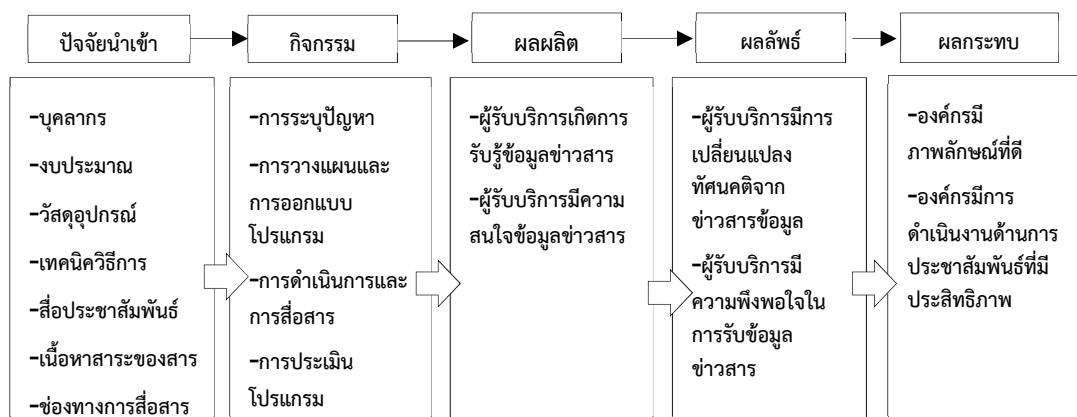 ปัจจัยนำเข้า
กิจกรรม
ผลผลิต
ผลลัพธ์
ผลกระทบ
-บุคลากร
-งบประมาณ
-วัสดุอุปกรณ์
-เทคนิควิธีการ
-สื่อประชาสัมพันธ์
-เนื้อหาสาระของสาร
-ช่องทางการสื่อสาร
-การระบุปัญหา
-การวางแผนและ
การออกแบบ
โปรแกรม
-การดำเนินการและ
การสื่อสาร
-การประเมิน
โปรแกรม
-ผู้รับบริการเกิดการ
รับรู้ข้อมูลข่าวสาร
-ผู้รับบริการมีความ
สนใจข้อมูลข่าวสาร
-ผู้รับบริการมีการ
เปลี่ยนแปลง
ทัศนคติจาก
ข่าวสารข้อมูล
-ผู้รับบริการมี
ความพึงพอใจใน
การรับข้อมูล
ข่าวสาร
-องค์กรมี
ภาพลักษณ์ที่ดี
-องค์กรมีการ
ดำเนินงานด้านการ
ประชาสัมพันธ์ที่มี
ประสิทธิภาพ